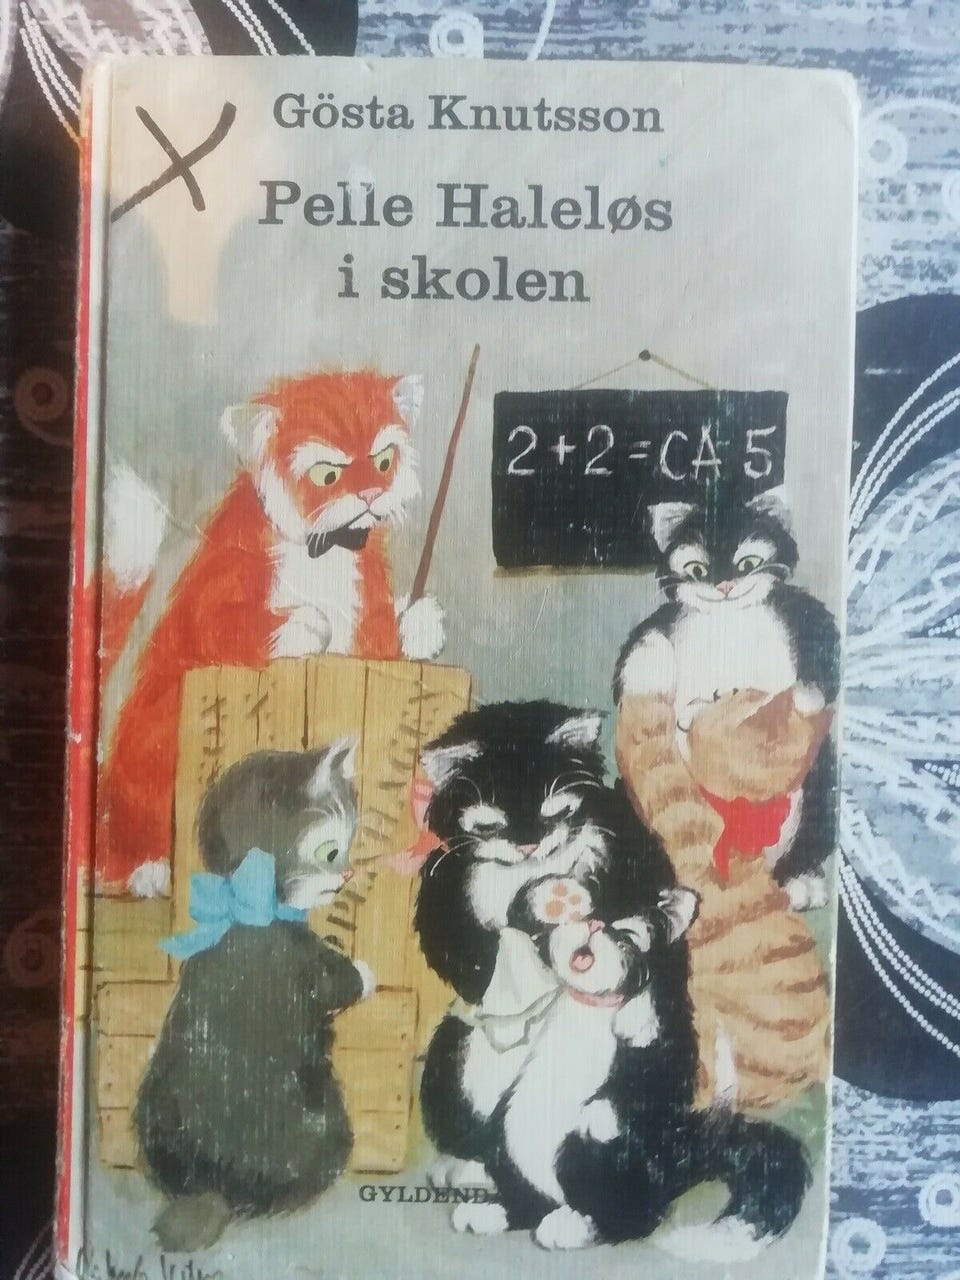 Gösta Knutsson
Pelle Haleløs
i skolen
2+2=CA 5
GYLDEND